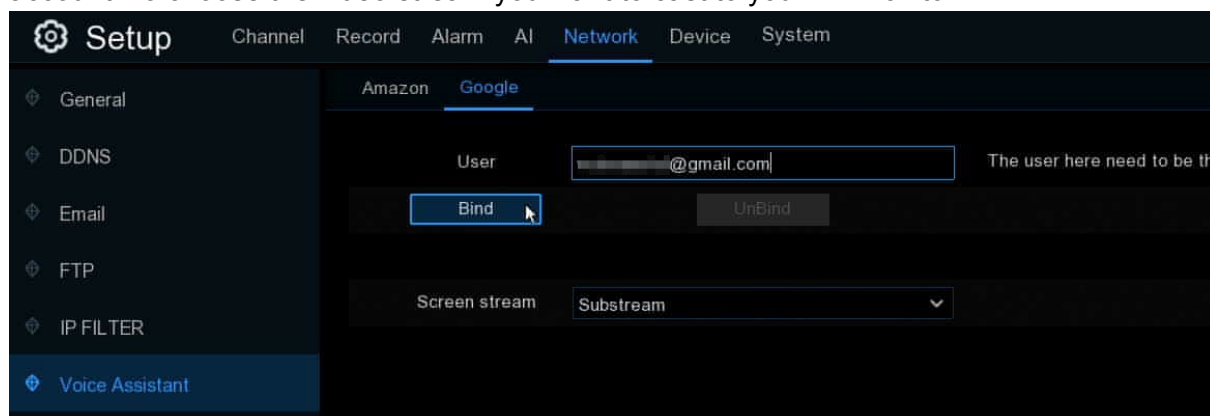 Setup Channel Record Alarm AI Network Device System
Amazon Google
General
DDNS
User @gmail.com The user here need to be
Email
Bind UnBind
FTP
Screen stream Substream
IP FILTER
Voice Assistant